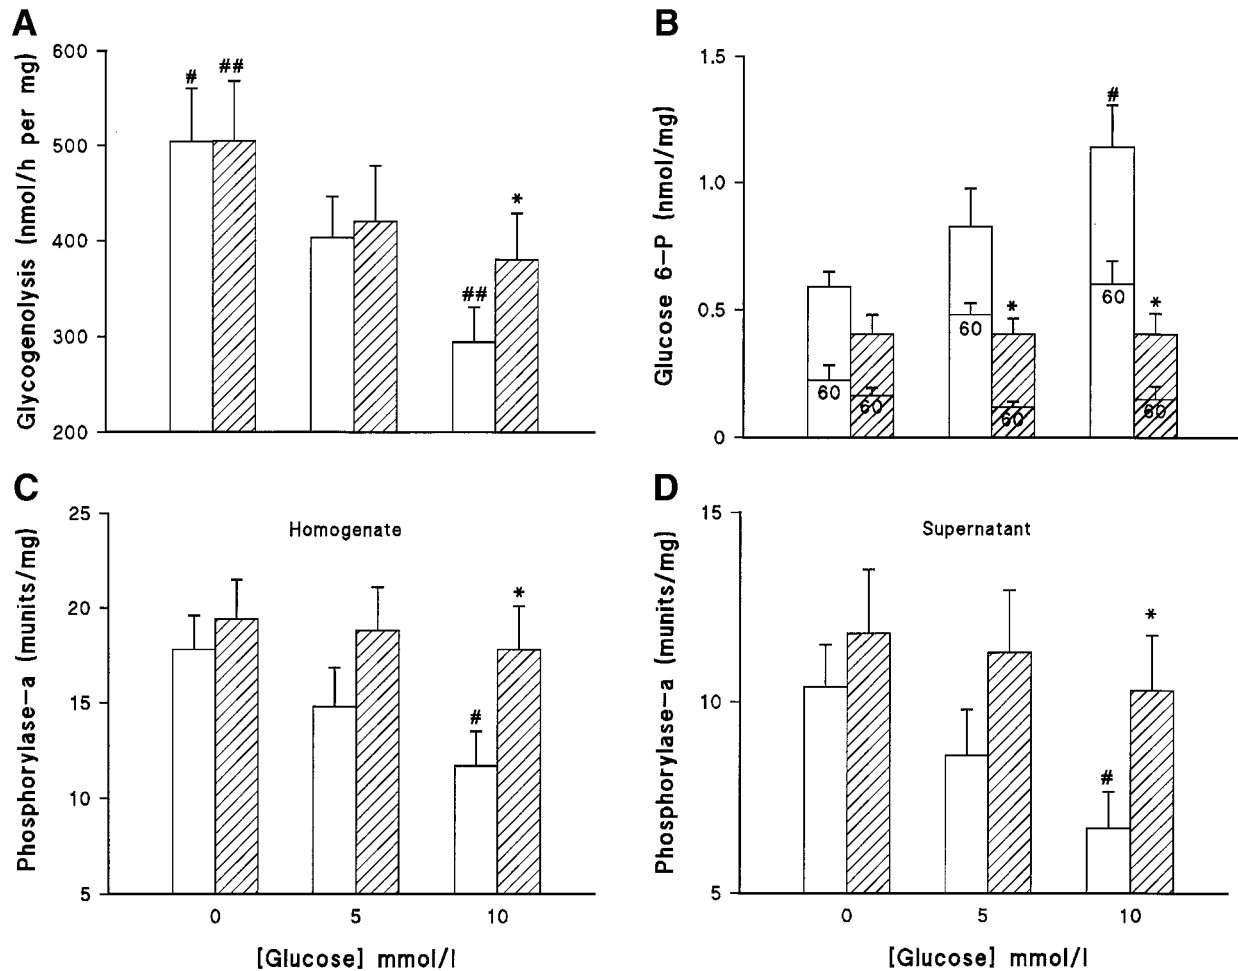 A
Glycogenolysis (nmol/h per mg)
600
500
400
300
200
# ##
##
*
B
Glucose 6-P (nmol/mg)
1.5
1.0
0.5
0
#
*
*
60
60
60
60
60
60
C
Homogenate
Phosphorylase-a (munits/mg)
25
20
15
10
5
#
*
0 5 10
[Glucose] mmol/l
D
Supernatant
Phosphorylase-a (munits/mg)
15
10
5
#
*
0 5 10
[Glucose] mmol/l